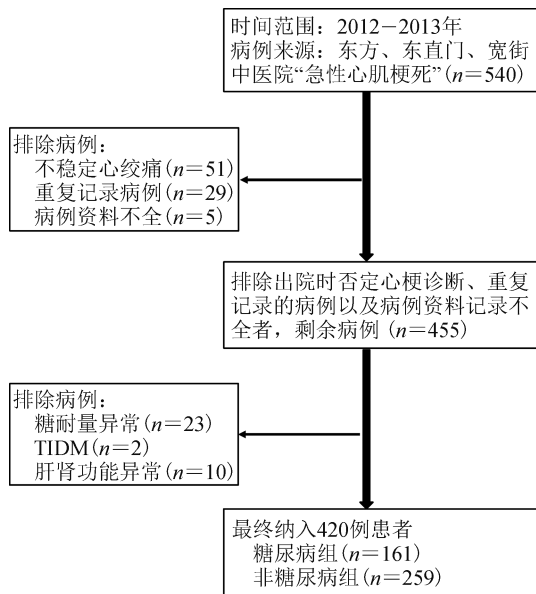 时间范围：2012－2013年
病例来源：东方、东直门、宽街
中医院“急性心肌梗死”(n=540)
排除病例：
不稳定心绞痛(n=51)
重复记录病例(n=29)
病例资料不全(n=5)
排除出院时否定心梗诊断、重复
记录的病例以及病例资料记录不
全者，剩余病例 (n=455)
排除病例：
糖耐量异常(n=23)
TIDM(n=2)
肝肾功能异常(n=10)
最终纳入420例患者
糖尿病组(n=161)
非糖尿病组(n=259)